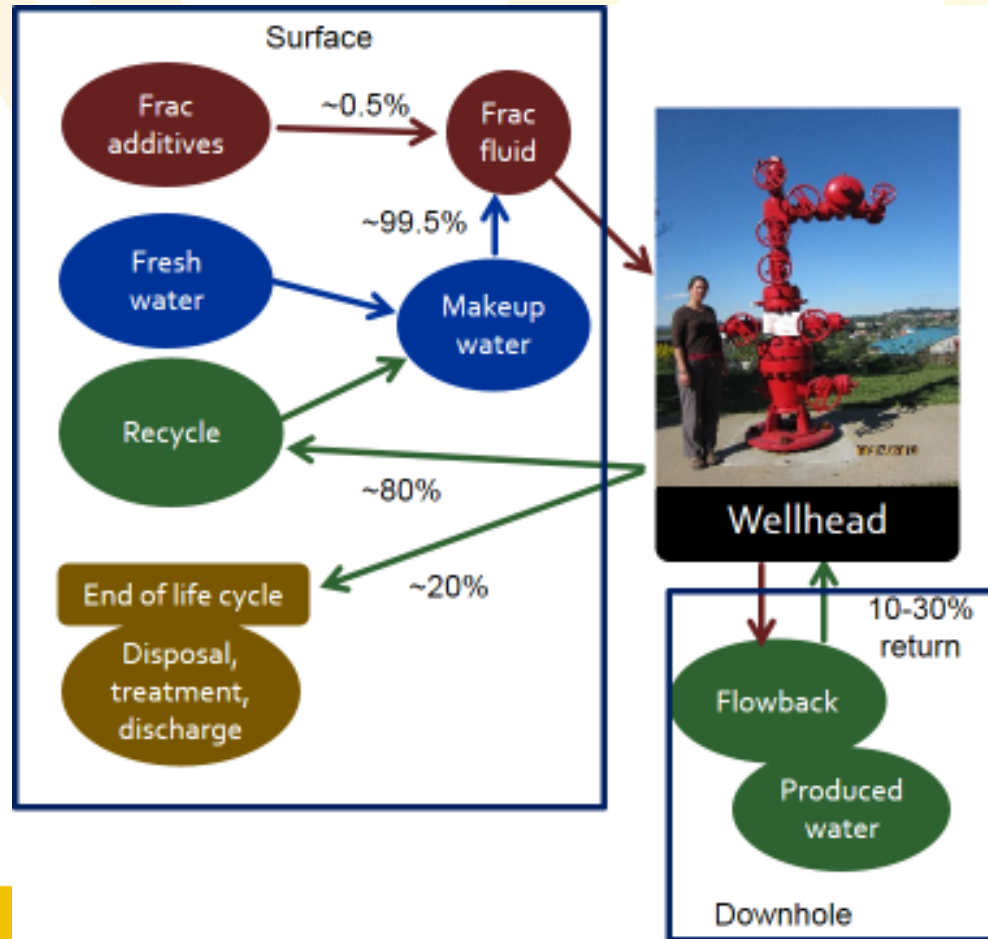 Surface
Frac
additives
~0.5%
Frac
fluid
~99.5%
Fresh
water
Makeup
water
Recycle
~80%
~20%
End of life cycle
Disposal,
treatment,
discharge
Wellhead
10-30%
return
Flowback
Produced
water
Downhole